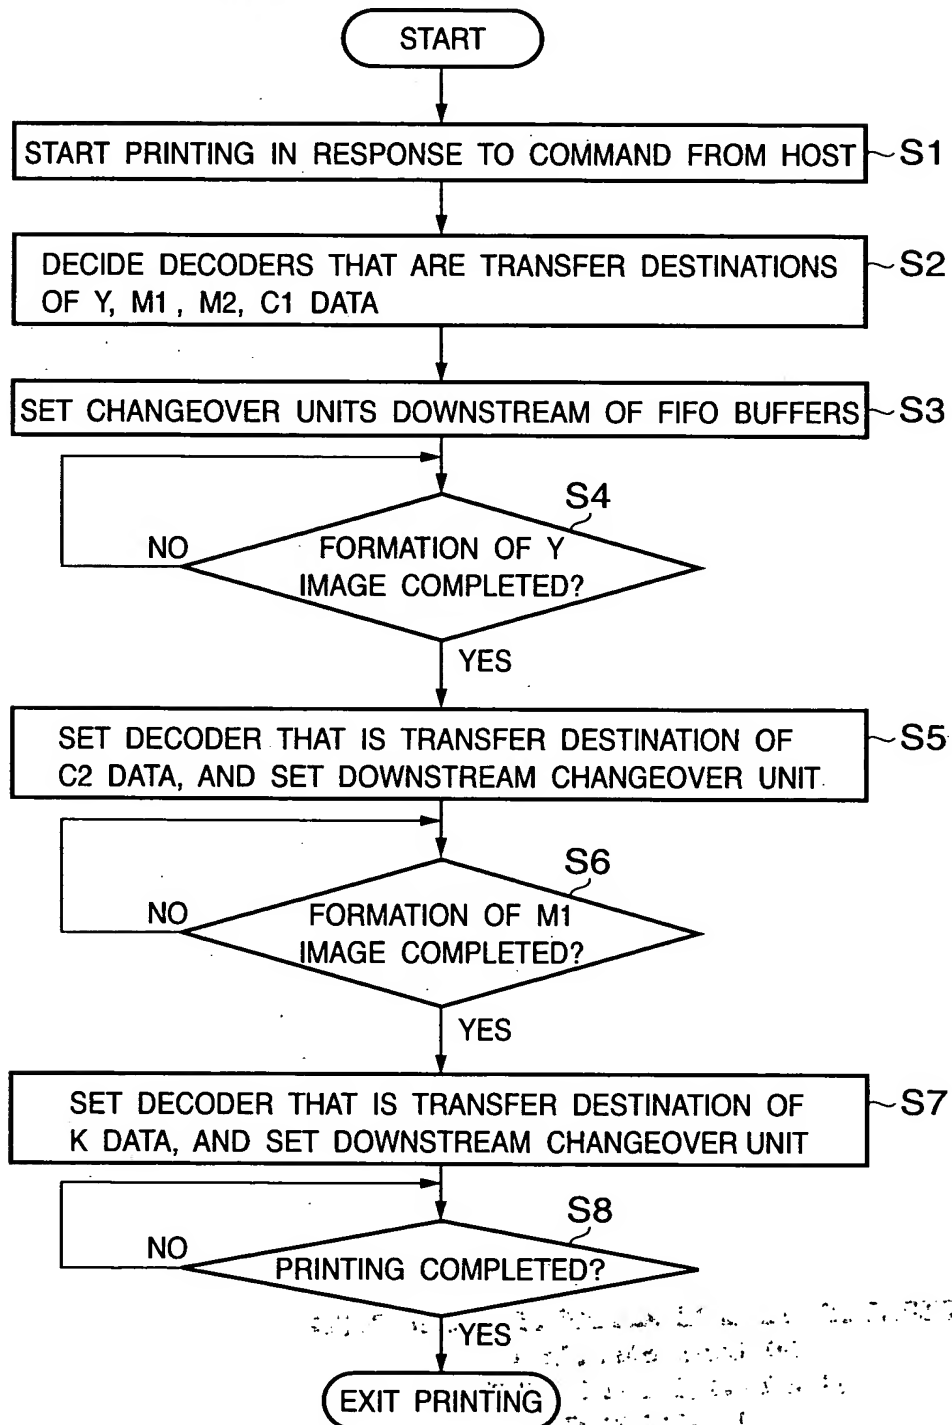 START
START PRINTING IN RESPONSE TO COMMAND FROM HOST
S1
DECIDE DECODERS THAT ARE TRANSFER DESTINATIONS
OF Y, M1, M2, C1 DATA
S2
SET CHANGEOVER UNITS DOWNSTREAM OF FIFO BUFFERS
S3
S4
NO
FORMATION OF Y
IMAGE COMPLETED?
YES
SET DECODER THAT IS TRANSFER DESTINATION OF
C2 DATA, AND SET DOWNSTREAM CHANGEOVER UNIT
S5
S6
NO
FORMATION OF M1
IMAGE COMPLETED?
YES
SET DECODER THAT IS TRANSFER DESTINATION OF
K DATA, AND SET DOWNSTREAM CHANGEOVER UNIT
S7
S8
NO
PRINTING COMPLETED?
YES
EXIT PRINTING